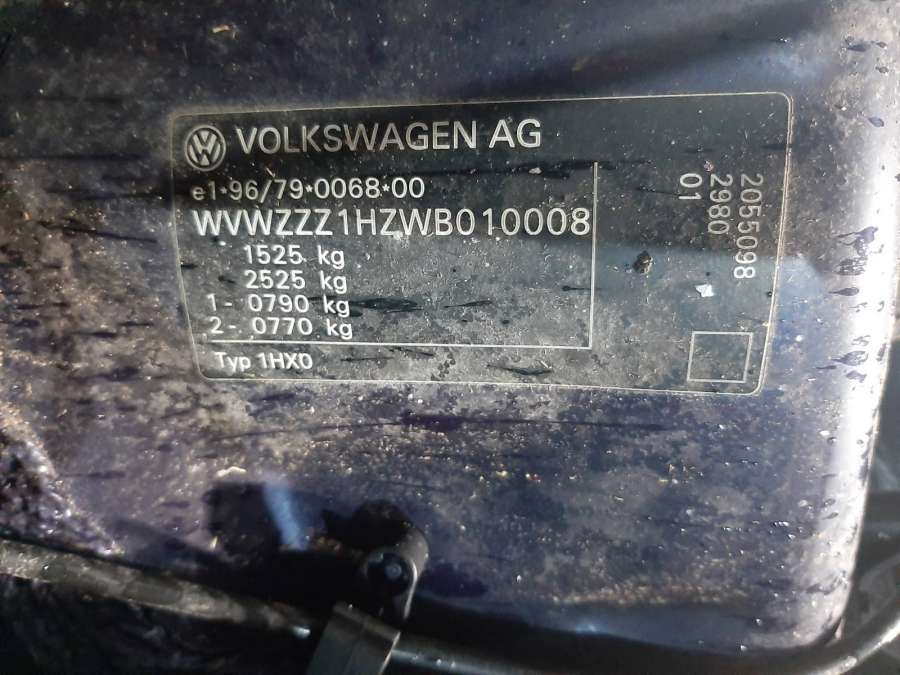 VOLKSWAGEN AG
e1*96/79*0068*00
WVWZZZ1HZWB010008
1525 kg
2525 kg
1- 0790 kg
2- 0770 kg
Typ 1HX0
2055098
2980
01